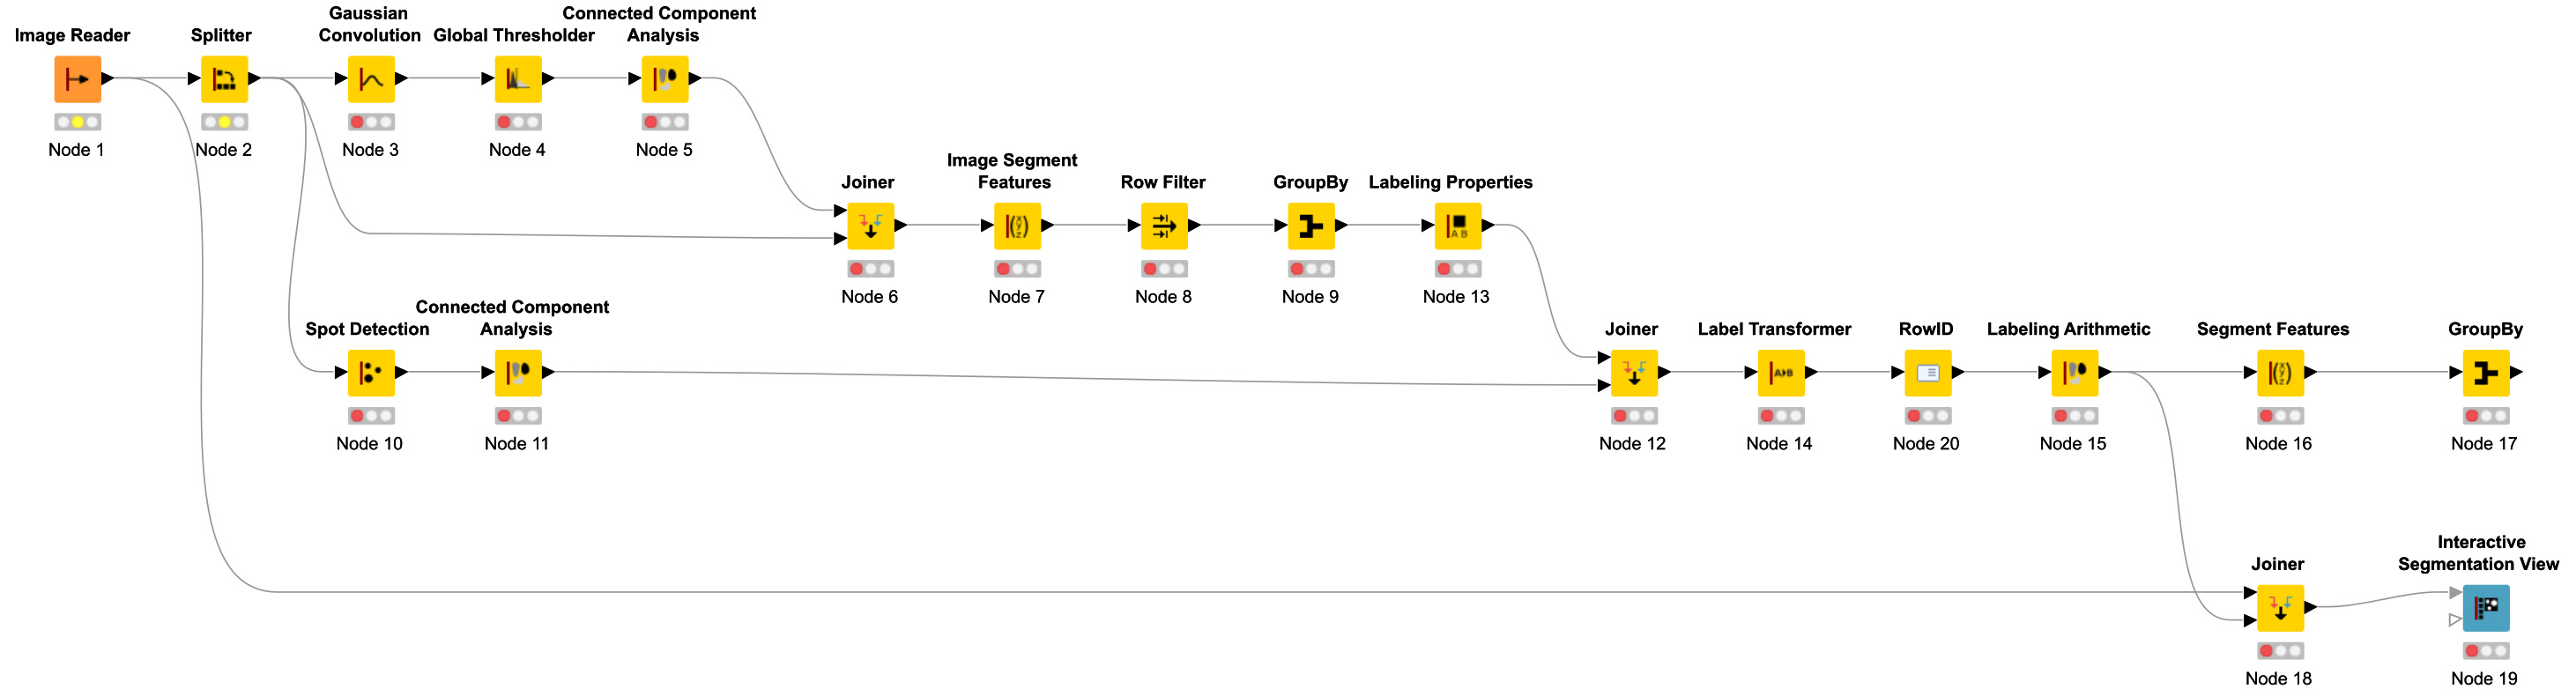 Image Reader
Node 1
Splitter
Node 2
Gaussian
Convolution
Node 3
Global Thresholder
Node 4
Connected Component
Analysis
Node 5
Joiner
Node 6
Image Segment
Features
Node 7
Row Filter
Node 8
GroupBy
Node 9
Labeling Properties
A B
Node 13
Spot Detection
Node 10
Connected Component
Analysis
Node 11
Joiner
Node 12
Label Transformer
A▸B
Node 14
RowID
Node 20
Labeling Arithmetic
Node 15
Segment Features
Node 16
GroupBy
Node 17
Joiner
Node 18
Interactive
Segmentation View
Node 19